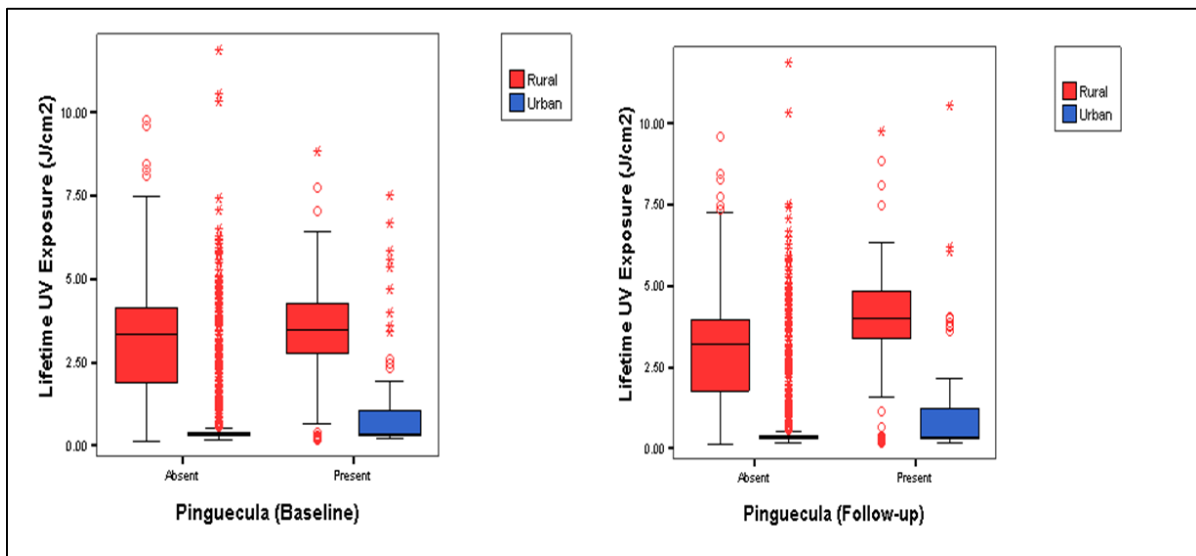 Lifetime UV Exposure (J/cm2)
10.00
7.50
5.00
2.50
0.00
Absent
Present
Pinguecula (Baseline)
Rural
Urban
Lifetime UV Exposure (J/cm2)
10.00
7.50
5.00
2.50
0.00
Absent
Present
Pinguecula (Follow-up)
Rural
Urban